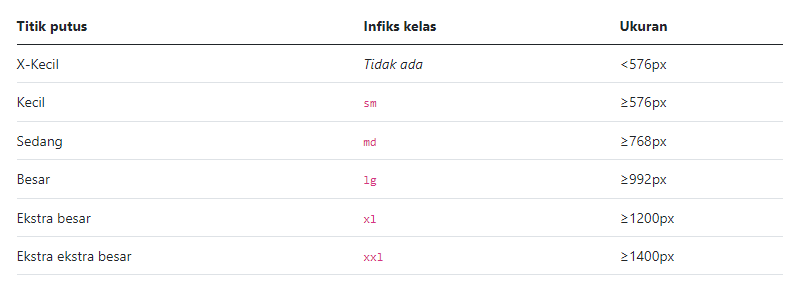 Titik putus Infiks kelas Ukuran
X-Kecil Tidak ada <576px
Kecil sm ≥576px
Sedang md ≥768px
Besar lg ≥992px
Ekstra besar xl ≥1200px
Ekstra ekstra besar xxl ≥1400px